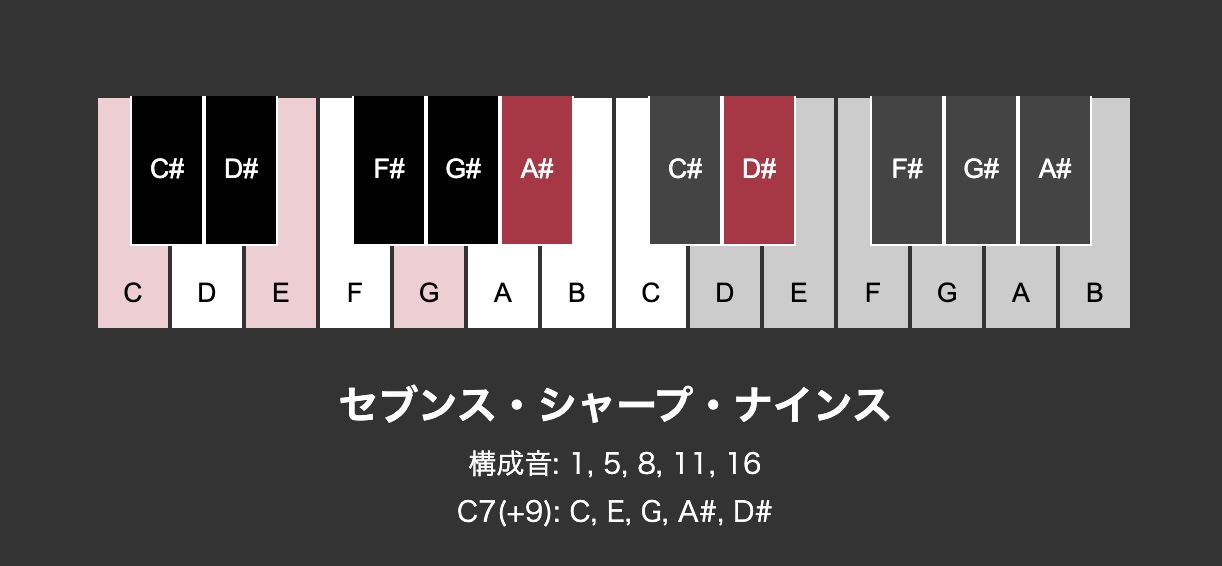 C# D# F# G# A# C# D# F# G# A#
C D E F G A B C D E F G A B
セブンス・シャープ・ナインス
構成音: 1, 5, 8, 11, 16
C7(+9): C, E, G, A#, D#